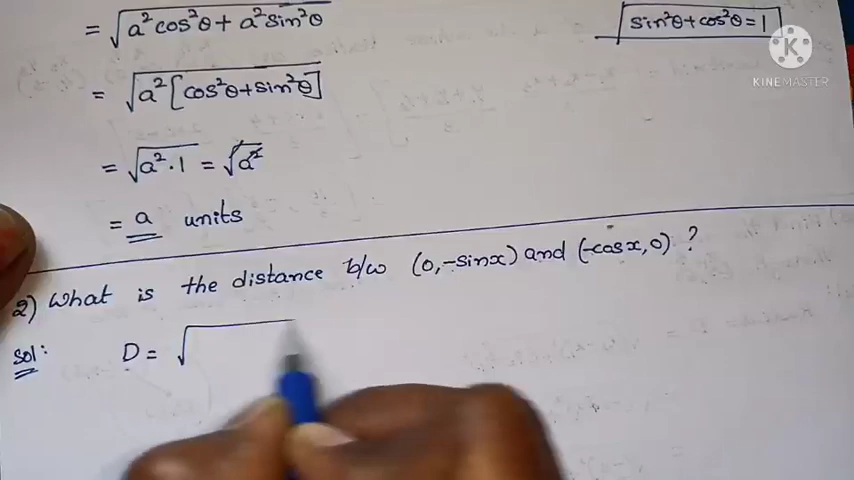 = √a²cos²θ + a²sin²θ
sin²θ+cos²θ=1
= √a²[cos²θ+sin²θ]
KINEMASTER
= √a²·1 = √a²
= a units
2) What is the distance b/w (0,-sinx) and (-cosx,0) ?
Sol:
D = √